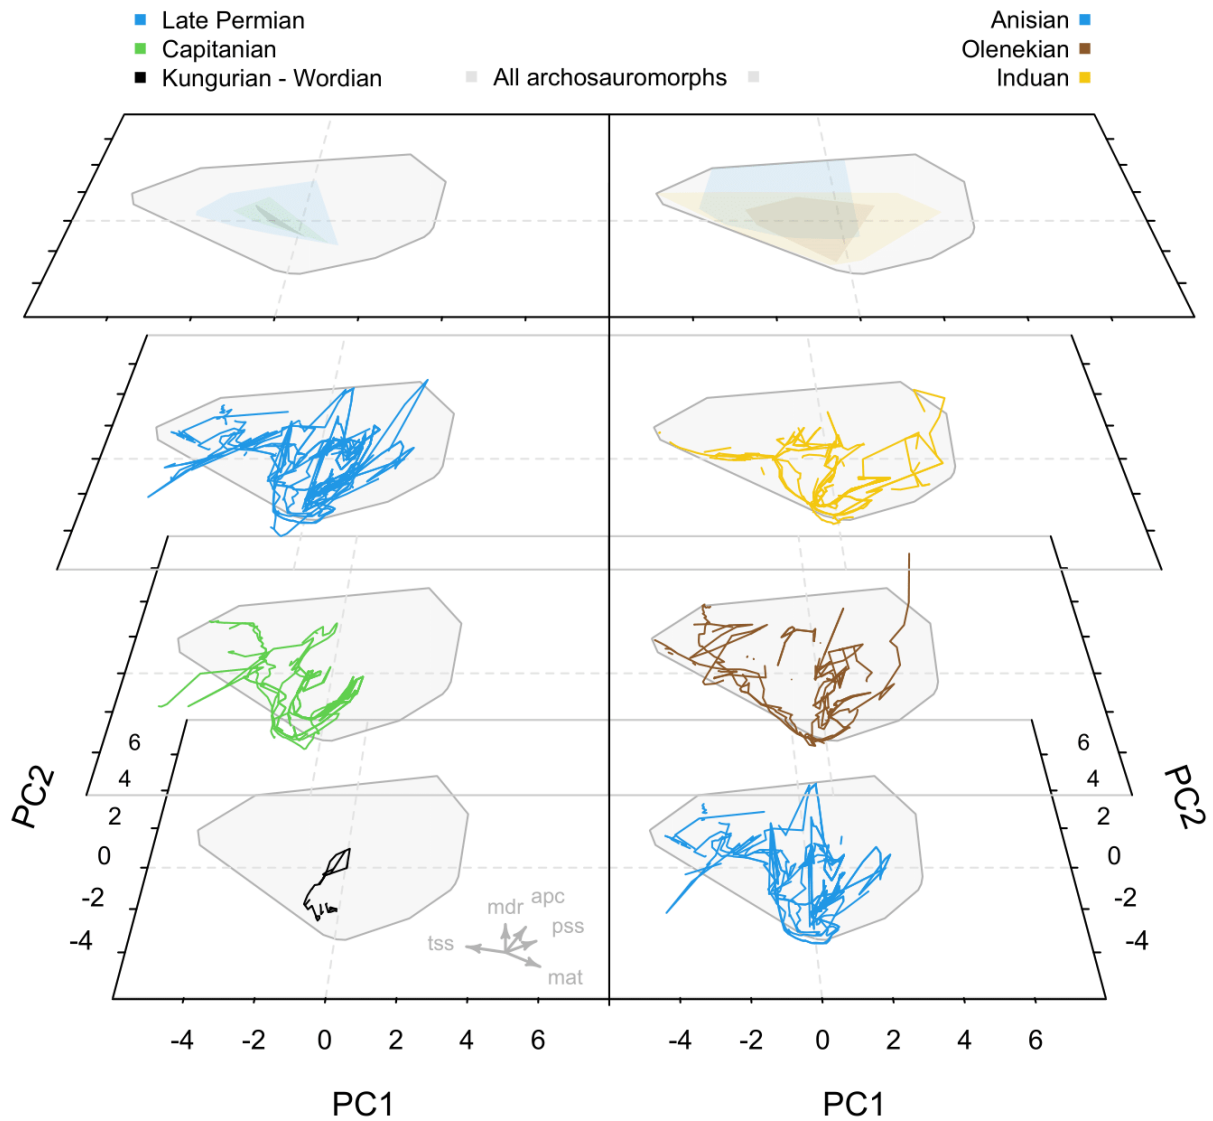 Late Permian
Capitanian
Kungurian - Wordian
All archosauromorphs
Anisian
Olenekian
Induan
PC2
6
4
2
0
-2
-4
PC2
6
4
2
0
-2
-4
mdr
apc
tss
pss
mat
-4 -2 0 2 4 6
-4 -2 0 2 4 6
PC1
PC1